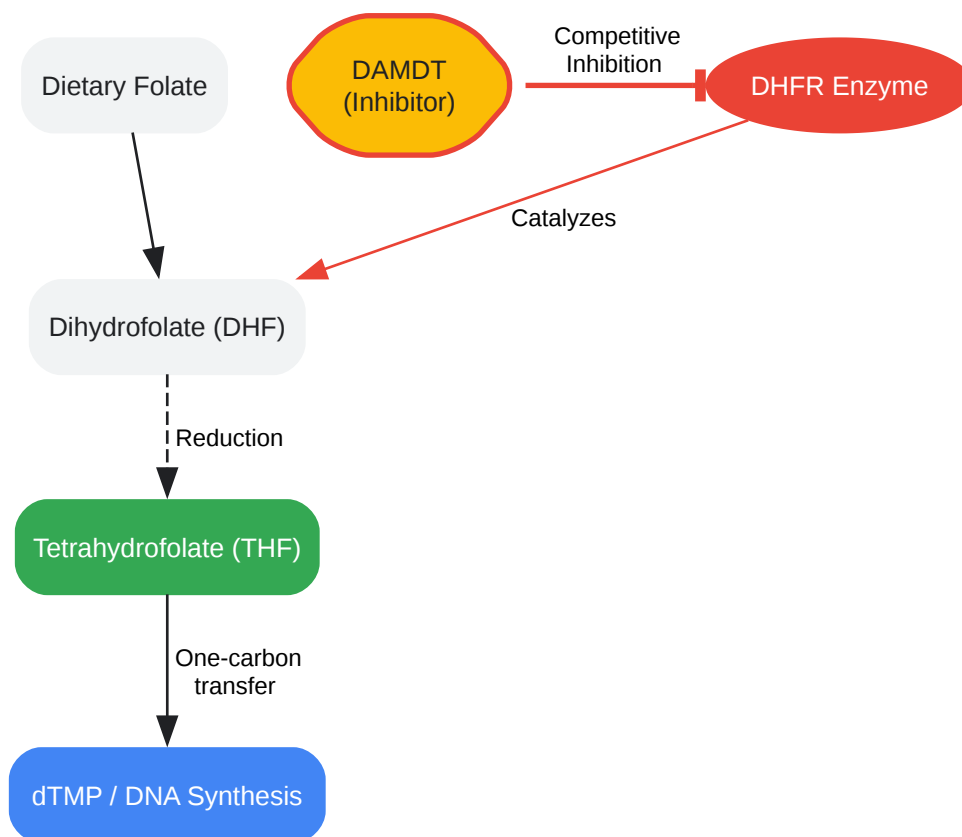 Dietary Folate
DAMDT
(Inhibitor)
Competitive
Inhibition
DHFR Enzyme
Catalyzes
Dihydrofolate (DHF)
Reduction
Tetrahydrofolate (THF)
One-carbon
transfer
dTMP / DNA Synthesis